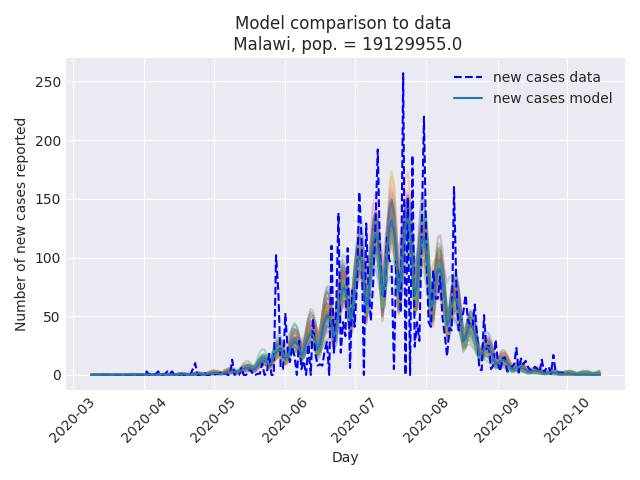 Model comparison to data
Malawi, pop. = 19129955.0
new cases data
new cases model
Number of new cases reported
250
200
150
100
50
0
2020-03
2020-04
2020-05
2020-06
2020-07
2020-08
2020-09
2020-10
Day